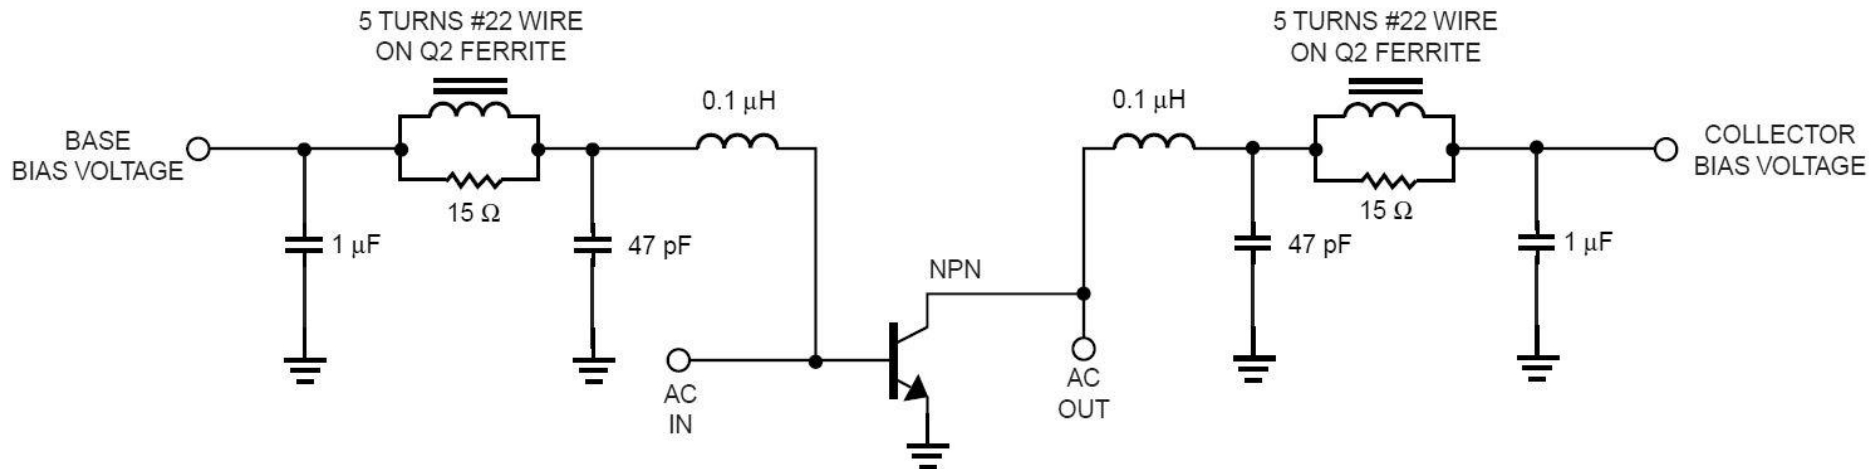 5 TURNS #22 WIRE
ON Q2 FERRITE
5 TURNS #22 WIRE
ON Q2 FERRITE
0.1 μH
0.1 μH
BASE
BIAS VOLTAGE
COLLECTOR
BIAS VOLTAGE
15 Ω
15 Ω
1 μF
47 pF
47 pF
1 μF
NPN
AC
IN
AC
OUT